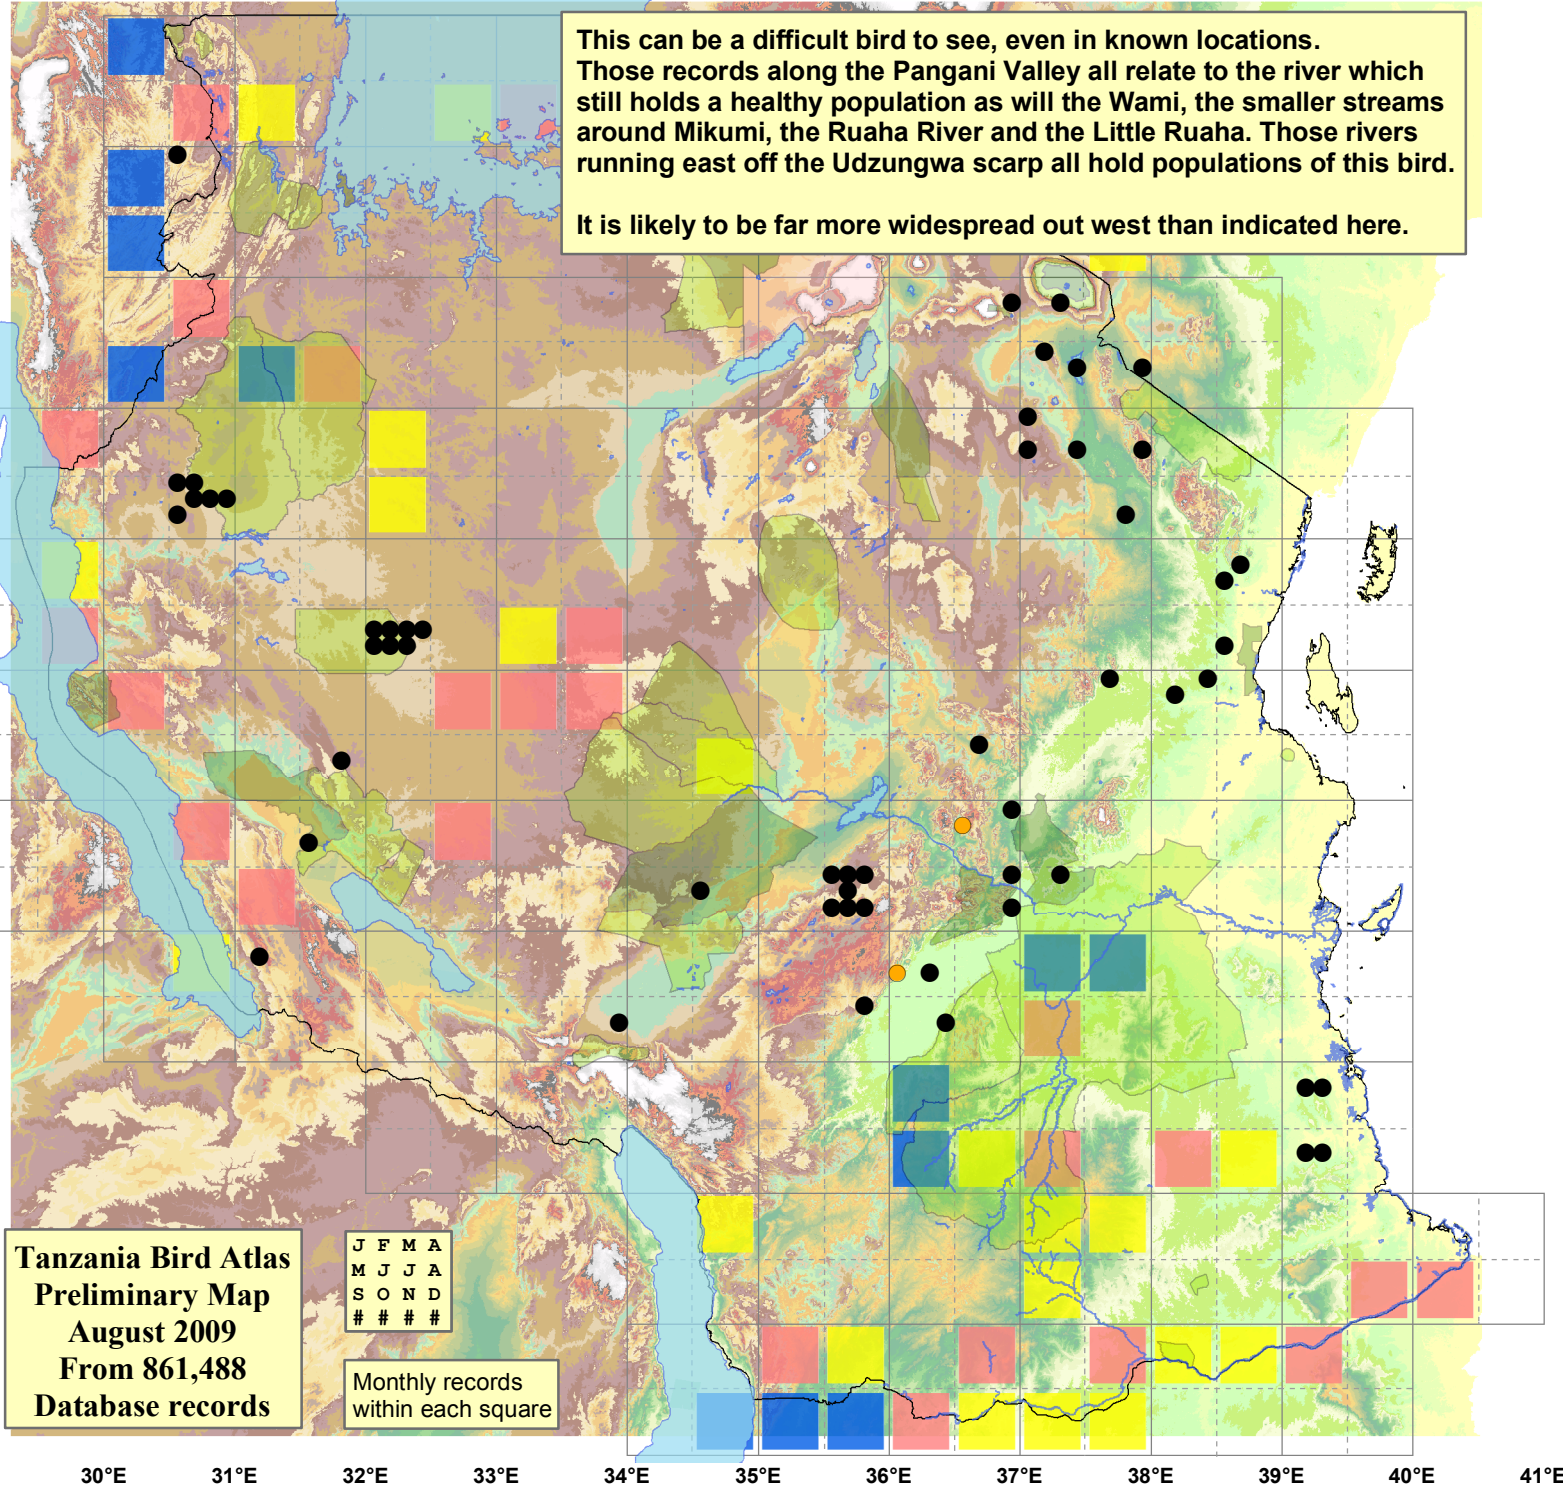 This can be a difficult bird to see, even in known locations.
Those records along the Pangani Valley all relate to the river which
still holds a healthy population as will the Wami, the smaller streams
around Mikumi, the Ruaha River and the Little Ruaha. Those rivers
running east off the Udzungwa scarp all hold populations of this bird.
It is likely to be far more widespread out west than indicated here.
Tanzania Bird Atlas
Preliminary Map
August 2009
From 861,488
Database records
J F M A
M J J A
S O N D
# # # #
Monthly records
within each square
30°E 31°E 32°E 33°E 34°E 35°E 36°E 37°E 38°E 39°E 40°E 41°E